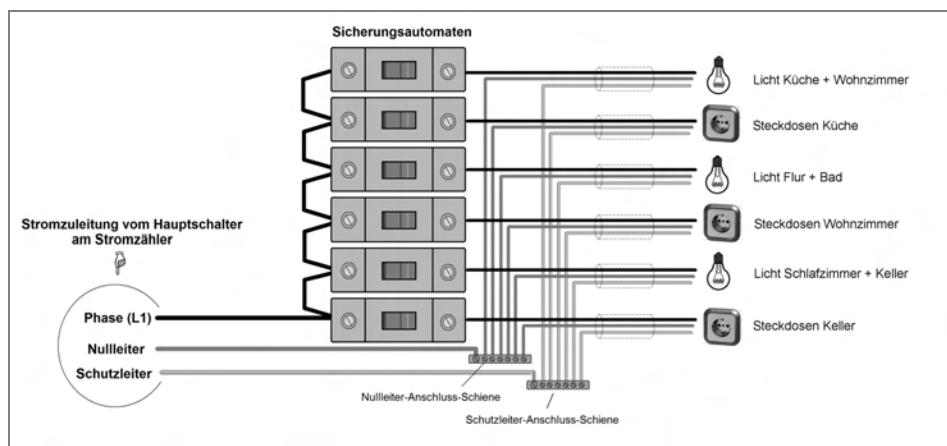 Sicherungsautomaten
Licht Küche + Wohnzimmer
Steckdosen Küche
Licht Flur + Bad
Steckdosen Wohnzimmer
Licht Schlafzimmer + Keller
Steckdosen Keller
Stromzuleitung vom Hauptschalter
am Stromzähler
Phase (L1)
Nullleiter
Schutzleiter
Nullleiter-Anschluss-Schiene
Schutzleiter-Anschluss-Schiene